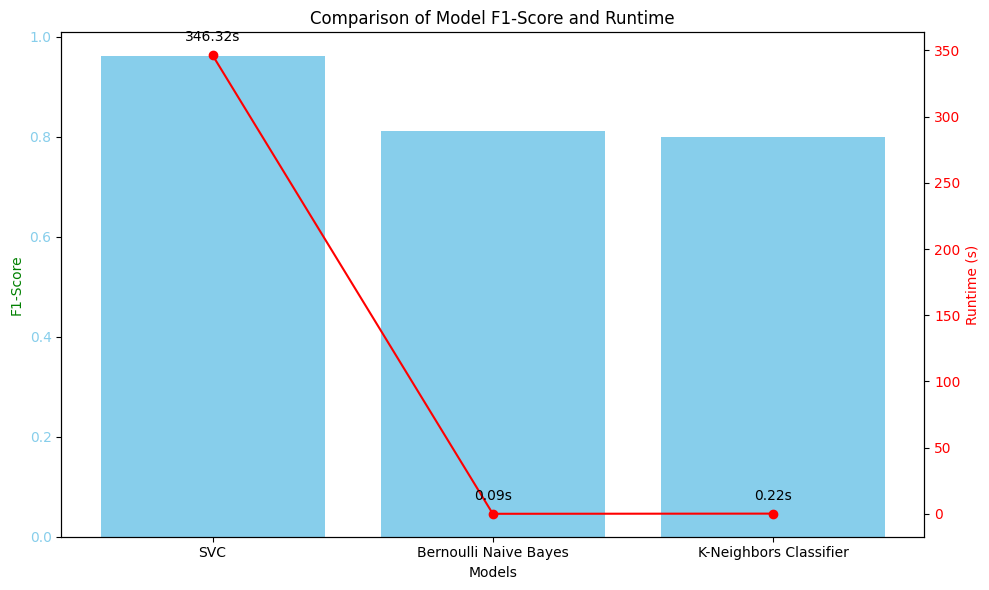 Comparison of Model F1-Score and Runtime
346.32s
0.09s
0.22s
1.0
0.8
0.6
0.4
0.2
0.0
F1-Score
350
300
250
200
150
100
50
0
Runtime (s)
SVC
Bernoulli Naive Bayes
K-Neighbors Classifier
Models